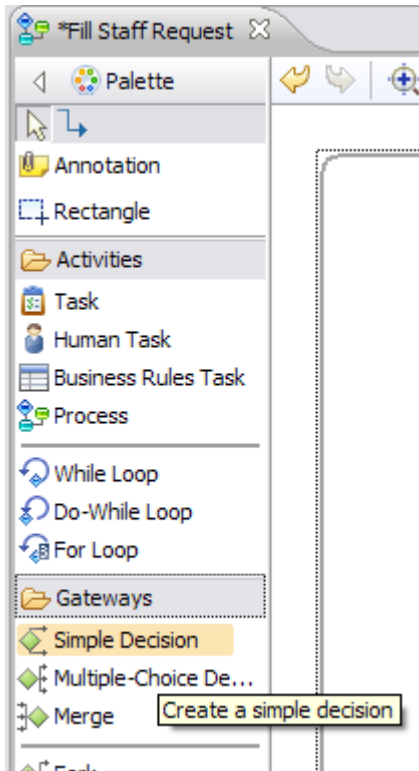 *Fill Staff Request
Palette
Annotation
Rectangle
Activities
Task
Human Task
Business Rules Task
Process
While Loop
Do-While Loop
For Loop
Gateways
Simple Decision
Multiple-Choice De...
Merge
Create a simple decision
Fork